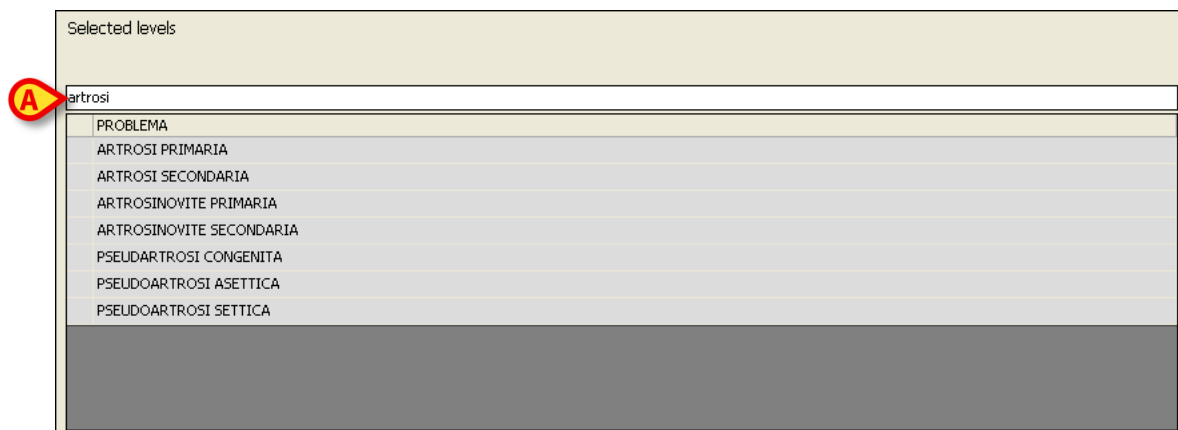 Selected levels
A
artrosi
PROBLEMA
ARTROSI PRIMARIA
ARTROSI SECONDARIA
ARTROSINOVITE PRIMARIA
ARTROSINOVITE SECONDARIA
PSEUDARTROSI CONGENITA
PSEUDOARTROSI ASETTICA
PSEUDOARTROSI SETTICA